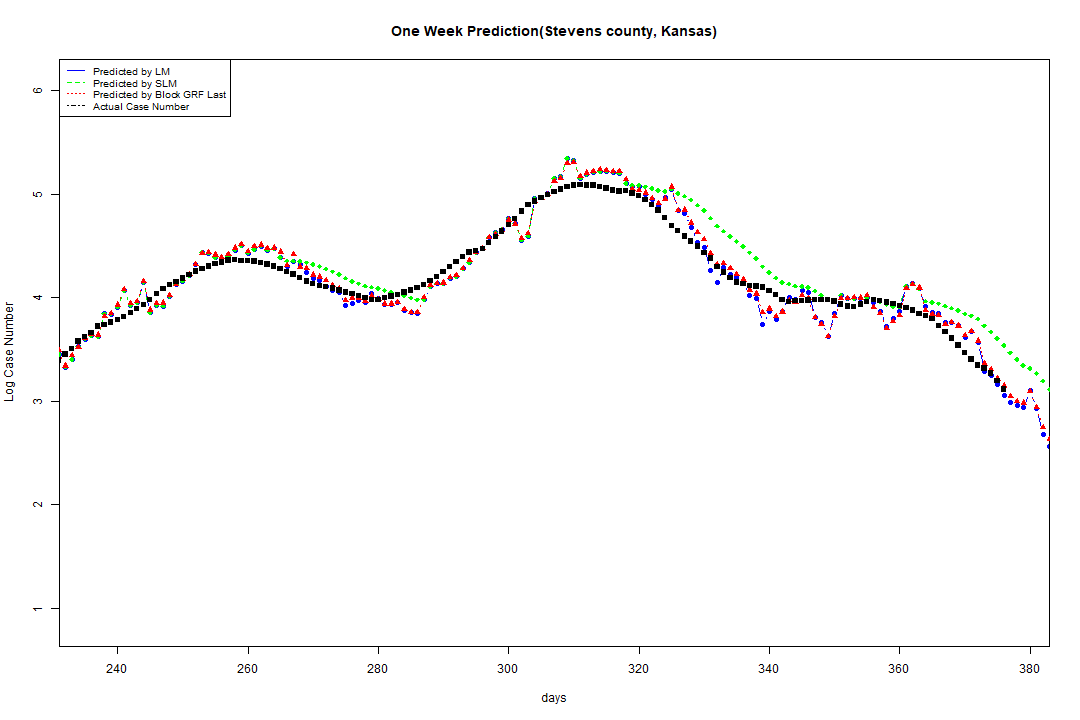 One Week Prediction(Stevens county, Kansas)
Predicted by LM
Predicted by SLM
Predicted by Block GRF Last
Actual Case Number
6
5
4
3
2
1
Log Case Number
240 260 280 300 320 340 360 380
days